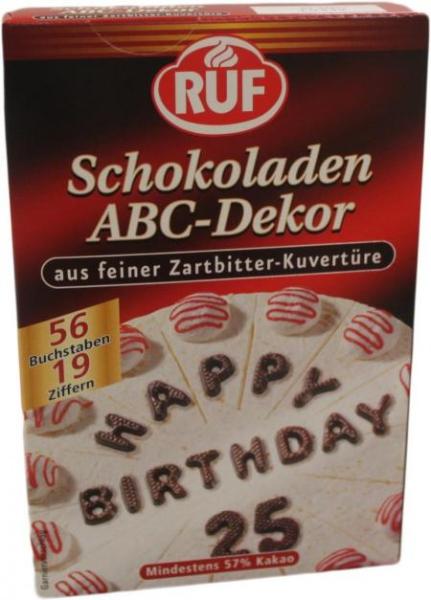 RUF
Schokoladen
ABC-Dekor
aus feiner Zartbitter-Kuvertüre
56
Buchstaben
19
Ziffern
HAPPY
BIRTHDAY
25
Mindestens 57% Kakao